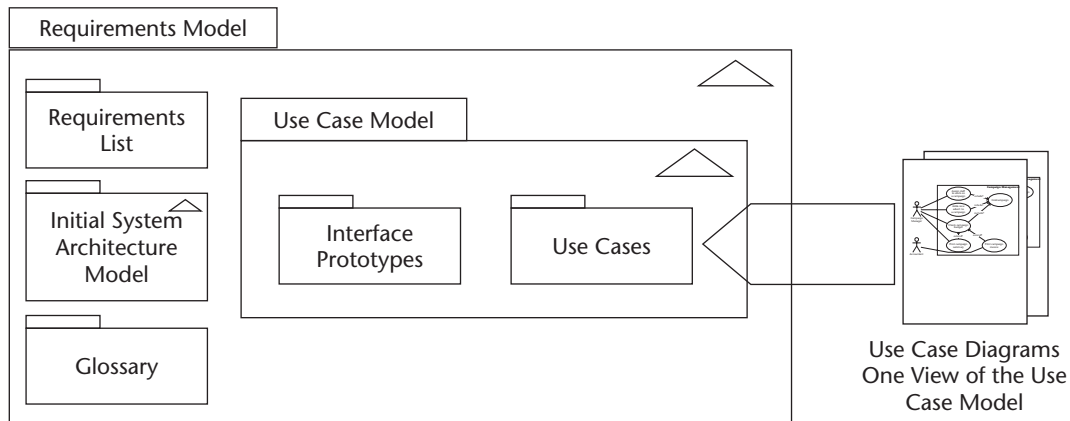 Requirements Model
Requirements
List
Use Case Model
Initial System
Architecture
Model
Interface
Prototypes
Use Cases
Glossary
Use Case Diagrams
One View of the Use
Case Model